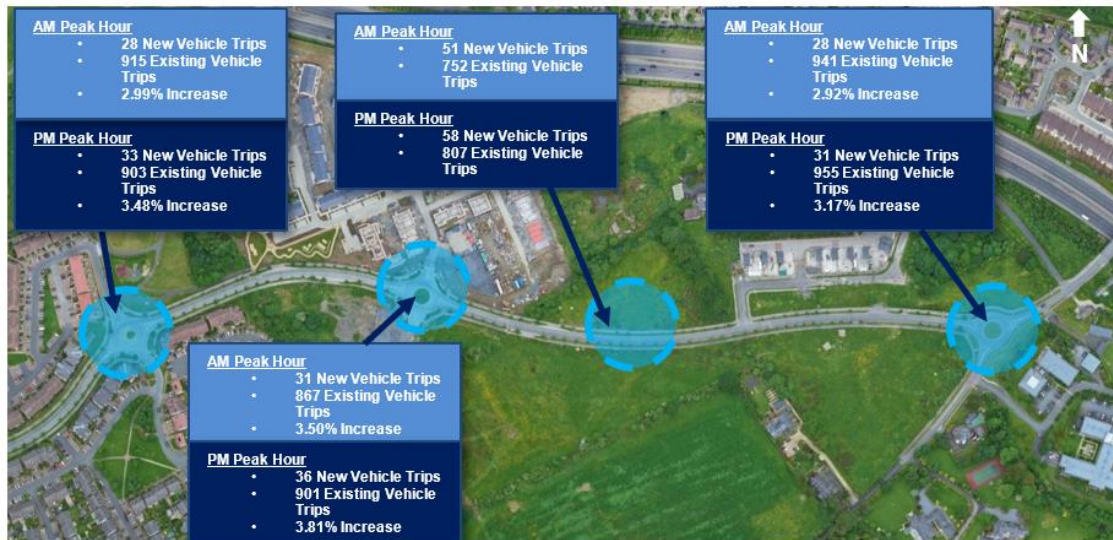 AM Peak Hour
• 28 New Vehicle Trips
• 915 Existing Vehicle
Trips
• 2.99% Increase
PM Peak Hour
• 33 New Vehicle Trips
• 903 Existing Vehicle
Trips
• 3.48% Increase
AM Peak Hour
• 51 New Vehicle Trips
• 752 Existing Vehicle
Trips
PM Peak Hour
• 58 New Vehicle Trips
• 807 Existing Vehicle
Trips
AM Peak Hour
• 28 New Vehicle Trips
• 941 Existing Vehicle
Trips
• 2.92% Increase
PM Peak Hour
• 31 New Vehicle Trips
• 955 Existing Vehicle
Trips
• 3.17% Increase
N
AM Peak Hour
• 31 New Vehicle Trips
• 867 Existing Vehicle
Trips
• 3.50% Increase
PM Peak Hour
• 36 New Vehicle Trips
• 901 Existing Vehicle
Trips
• 3.81% Increase